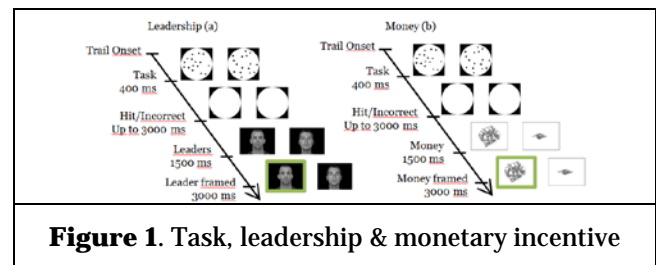 Leadership (a)
Trail Onset
Task
400 ms
Hit/Incorrect
Up to 3000 ms
Leaders
1500 ms
Leader framed
3000 ms
Money (b)
Trail Onset
Task
400 ms
Hit/Incorrect
Up to 3000 ms
Money
1500 ms
Money framed
3000 ms
Figure 1. Task, leadership & monetary incentive